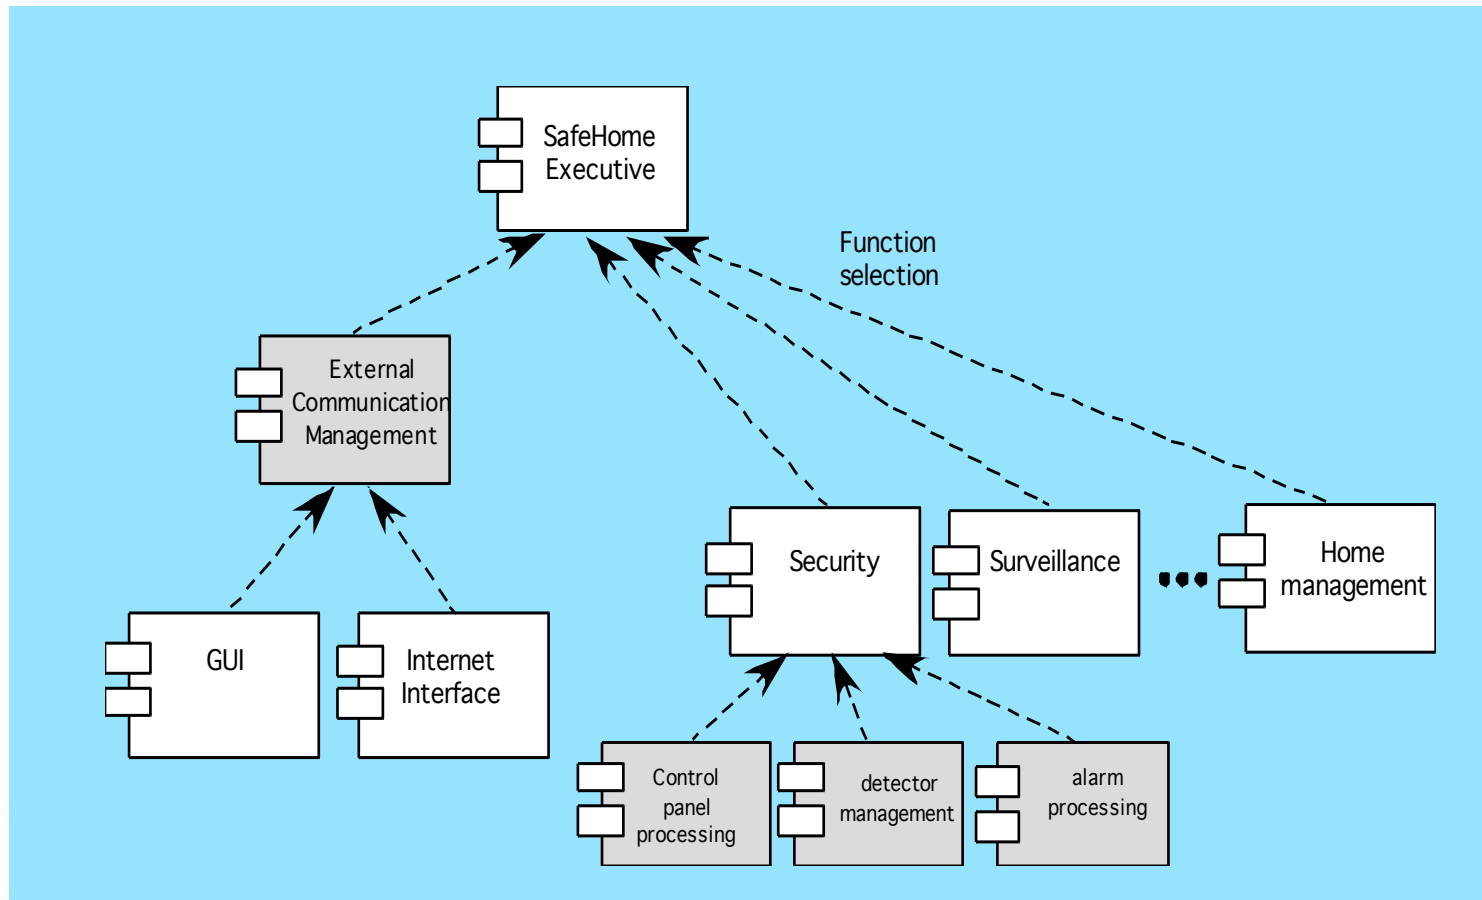 SafeHome
Executive
Function
selection
External
Communication
Management
Security
Surveillance
Home
management
GUI
Internet
Interface
Control
panel
processing
detector
management
alarm
processing